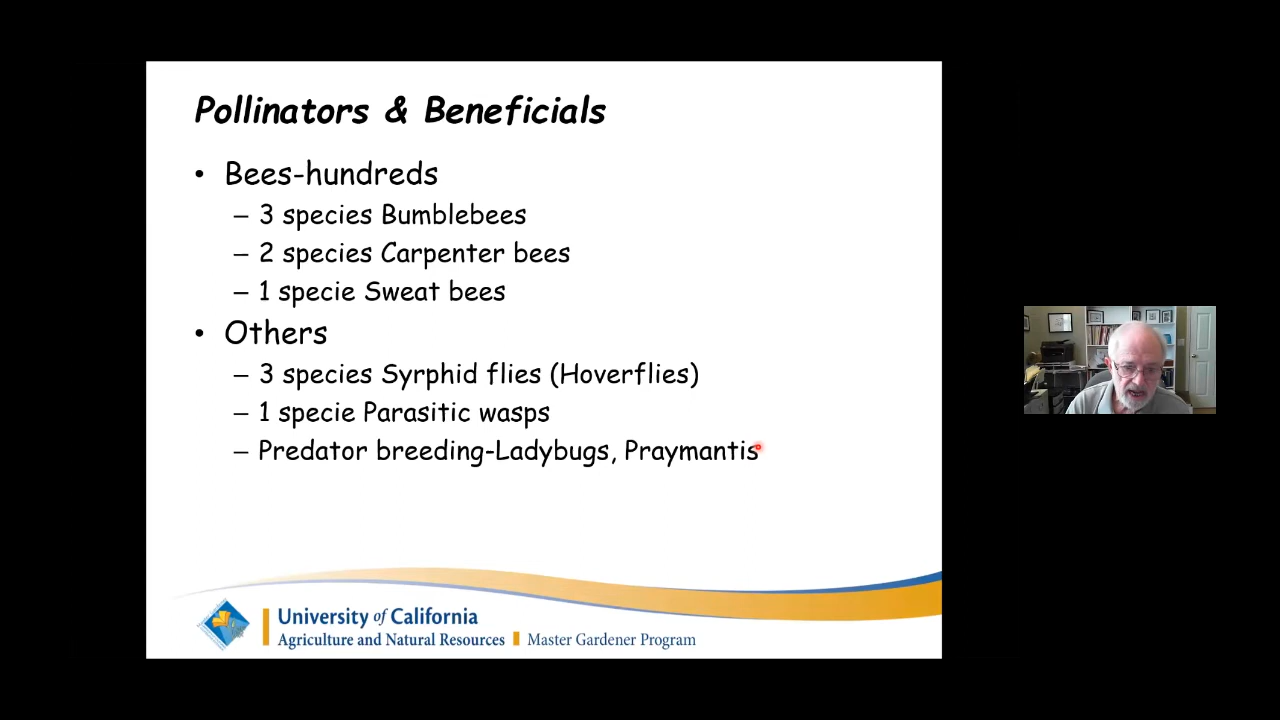 Pollinators & Beneficials
• Bees-hundreds
– 3 species Bumblebees
– 2 species Carpenter bees
– 1 specie Sweat bees
• Others
– 3 species Syrphid flies (Hoverflies)
– 1 specie Parasitic wasps
– Predator breeding-Ladybugs, Praymantis
University of California
Agriculture and Natural Resources Master Gardener Program